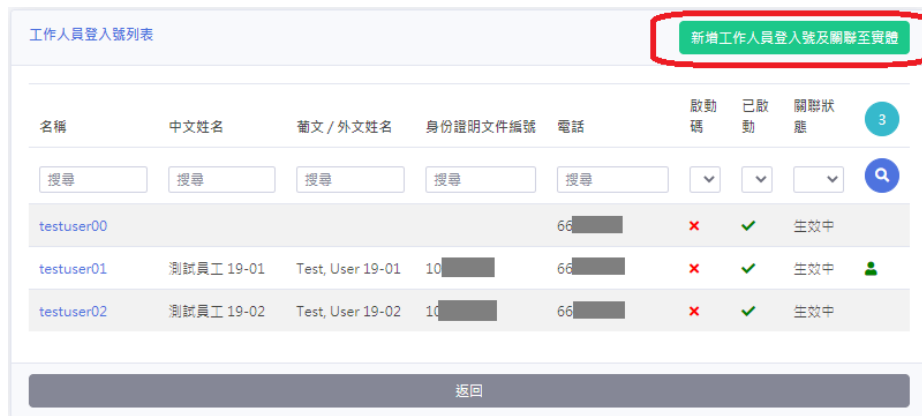 工作人員登入號列表
新增工作人員登入號及關聯至實體
名稱 中文姓名 葡文 / 外文姓名 身份證明文件編號 電話 啟動碼 已啟動 關聯狀態 3
搜尋 搜尋 搜尋 搜尋 搜尋
testuser00 66 生效中
testuser01 測試員工 19-01 Test, User 19-01 10 66 生效中
testuser02 測試員工 19-02 Test, User 19-02 10 66 生效中
返回